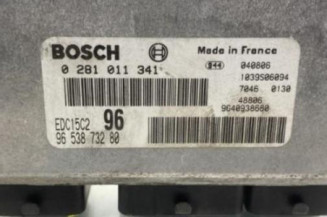 BOSCH
Made in France
0 281 011 341
040806
1039S06094
7046 0130
48806
9640938680
EDC15C2 96
96 538 732 80